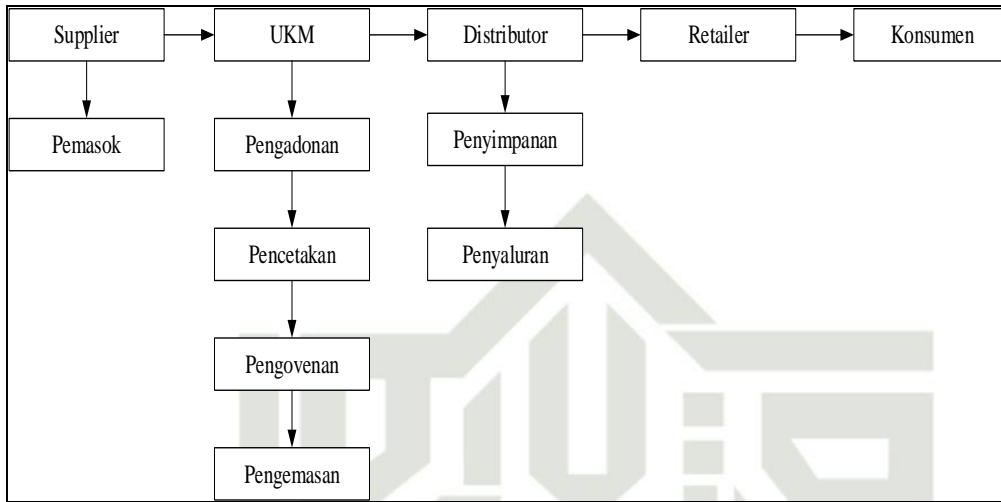 Supplier
UKM
Distributor
Retailer
Konsumen
Pemasok
Pengadonan
Penyimpanan
Pencetakan
Penyaluran
Pengovenan
Pengemasan